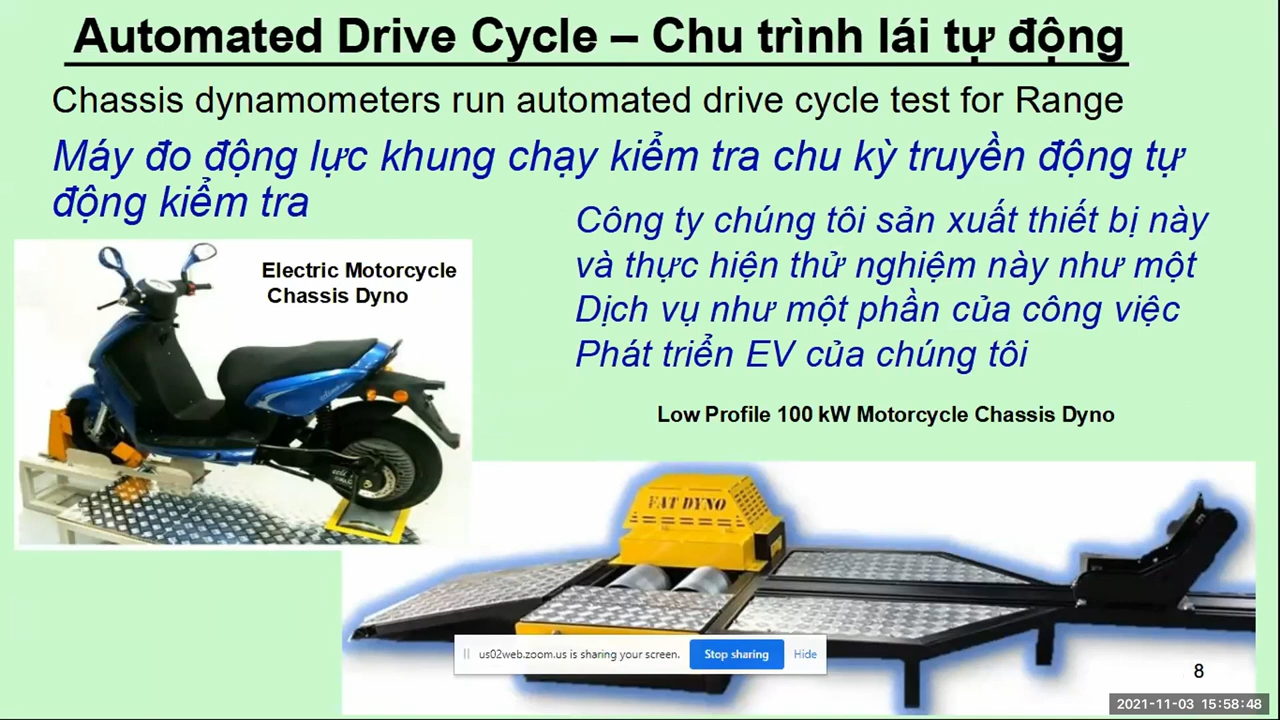 Automated Drive Cycle – Chu trình lái tự động
Chassis dynamometers run automated drive cycle test for Range
Máy đo động lực khung chạy kiểm tra chu kỳ truyền động tự
động kiểm tra
Công ty chúng tôi sản xuất thiết bị này
và thực hiện thử nghiệm này như một
Dịch vụ như một phần của công việc
Phát triển EV của chúng tôi
Electric Motorcycle
Chassis Dyno
Low Profile 100 kW Motorcycle Chassis Dyno
us02web.zoom.us is sharing your screen.
Stop sharing
Hide
8
2021-11-03 15:58:48